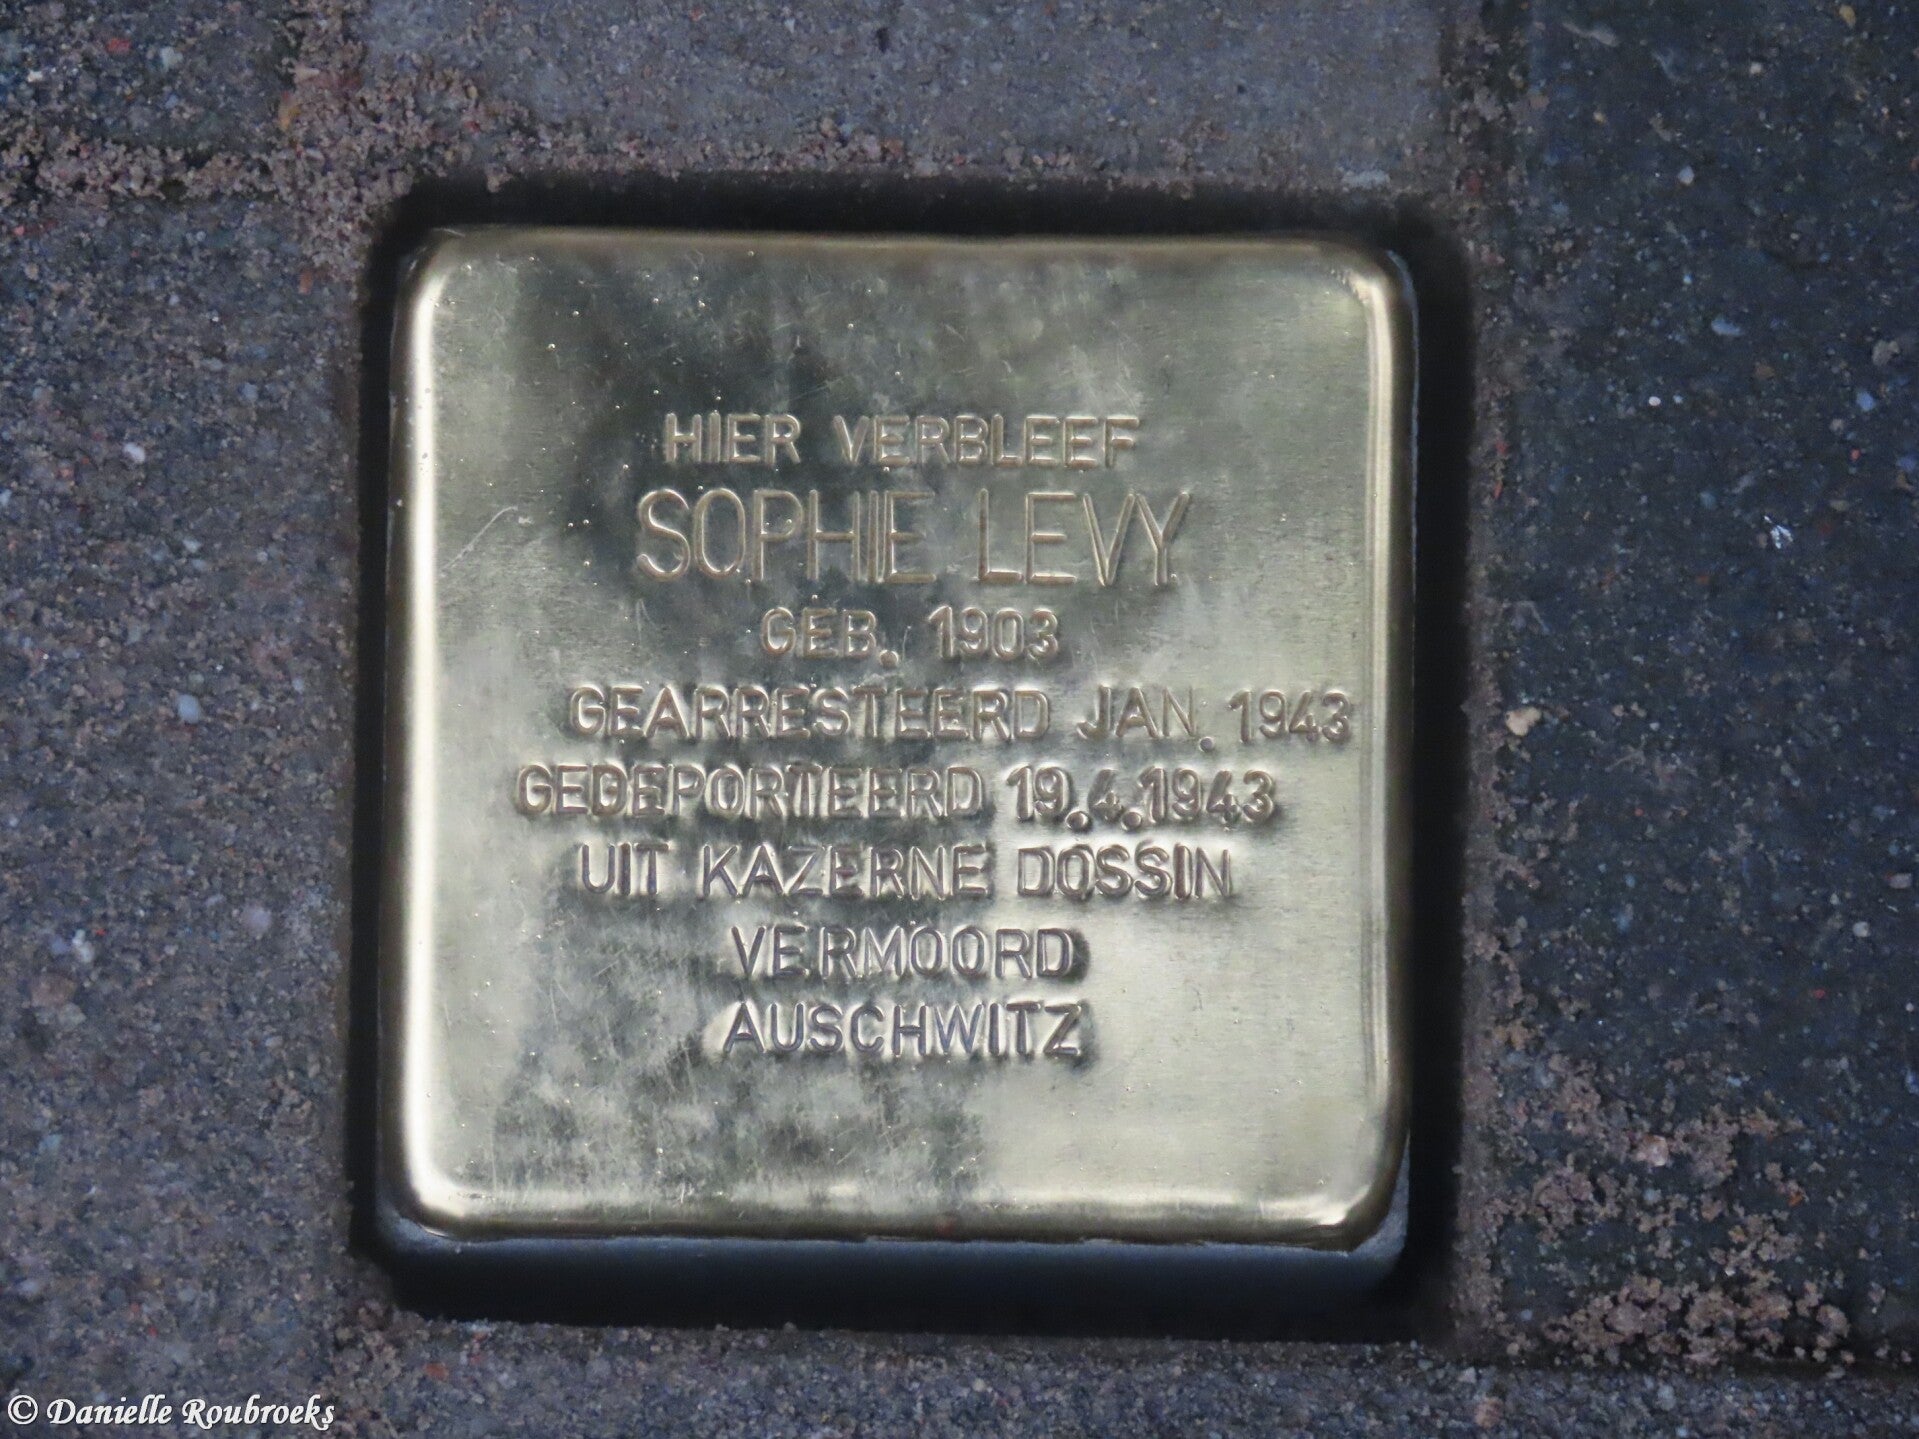 HIER VERBLEEF
SOPHIE LEVY
GEB. 1903
GEARRESTEERD JAN. 1943
GEDEPORTEERD 19.4.1943
UIT KAZERNE DOSSIN
VERMOORD
AUSCHWITZ
© Danielle Roubroeks